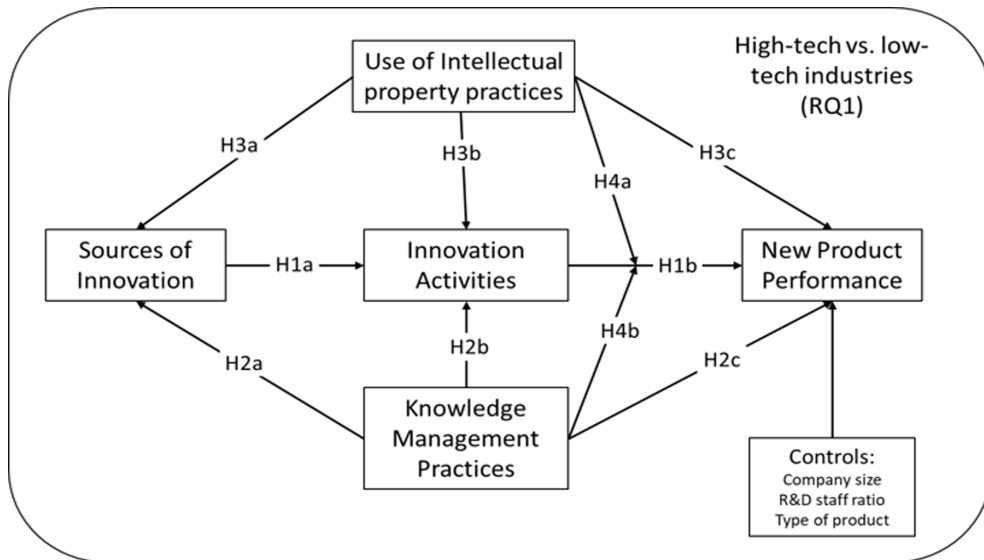 Use of Intellectual
property practices
High-tech vs. low-
tech industries
(RQ1)
H3a
H3b
H3c
H4a
Sources of
Innovation
H1a
Innovation
Activities
H1b
New Product
Performance
H2a
H2b
H4b
H2c
Knowledge
Management
Practices
Controls:
Company size
R&D staff ratio
Type of product